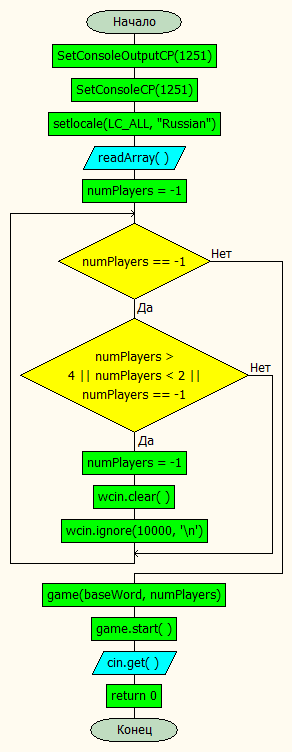 Начало
SetConsoleOutputCP(1251)
SetConsoleCP(1251)
setlocale(LC_ALL, "Russian")
readArray( )
numPlayers = -1
numPlayers == -1
Нет
Да
numPlayers >
4 || numPlayers < 2 ||
numPlayers == -1
Нет
Да
numPlayers = -1
wcin.clear( )
wcin.ignore(10000, '\n')
game(baseWord, numPlayers)
game.start( )
cin.get( )
return 0
Конец